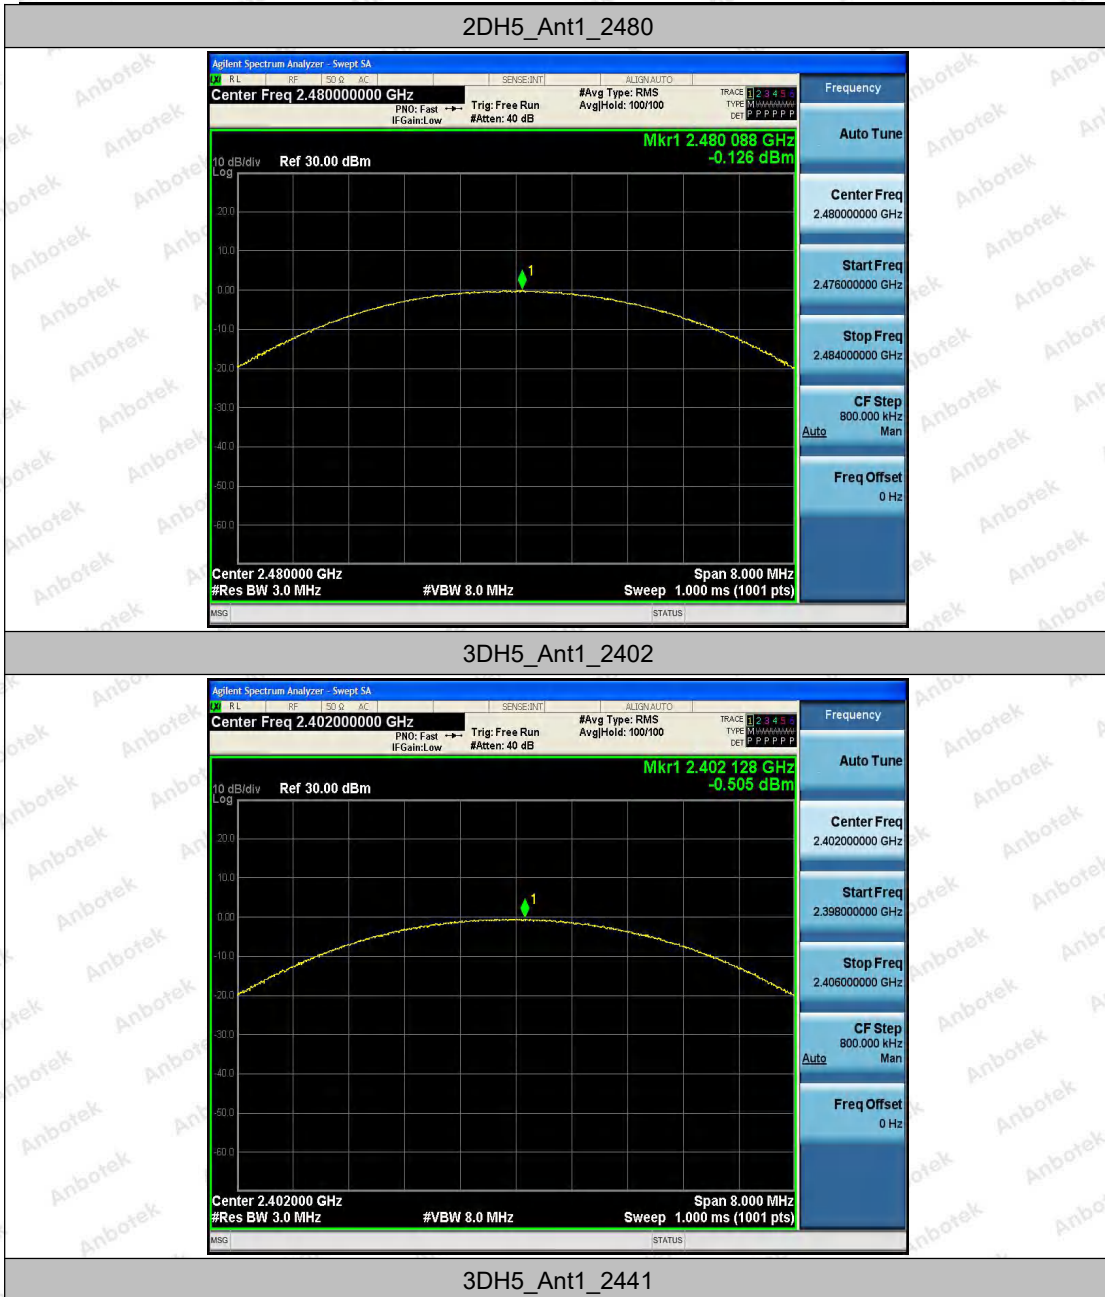 2DH5_Ant1_2480
Agilent Spectrum Analyzer - Swept SA
RL RF 50 Ω AC SENSE:INT ALIGNAUTO
Center Freq 2.480000000 GHz
PNO: Fast
IFGain:Low
Trig: Free Run
#Atten: 40 dB
#Avg Type: RMS
Avg|Hold: 100/100
TRACE 1 2 3 4 5 6
TYPE M
DET P P P P P P
Mkr1 2.480 088 GHz
-0.126 dBm
10 dB/div Ref 30.00 dBm
Log
20.0
10.0
0.00
-10.0
-20.0
-30.0
-40.0
-50.0
-60.0
1
Center 2.480000 GHz Span 8.000 MHz
#Res BW 3.0 MHz #VBW 8.0 MHz Sweep 1.000 ms (1001 pts)
MSG STATUS
Frequency
Auto Tune
Center Freq
2.480000000 GHz
Start Freq
2.476000000 GHz
Stop Freq
2.484000000 GHz
CF Step
800.000 kHz
Auto Man
Freq Offset
0 Hz
3DH5_Ant1_2402
Agilent Spectrum Analyzer - Swept SA
RL RF 50 Ω AC SENSE:INT ALIGNAUTO
Center Freq 2.402000000 GHz
PNO: Fast
IFGain:Low
Trig: Free Run
#Atten: 40 dB
#Avg Type: RMS
Avg|Hold: 100/100
TRACE 1 2 3 4 5 6
TYPE M
DET P P P P P P
Mkr1 2.402 128 GHz
-0.505 dBm
10 dB/div Ref 30.00 dBm
Log
20.0
10.0
0.00
-10.0
-20.0
-30.0
-40.0
-50.0
-60.0
1
Center 2.402000 GHz Span 8.000 MHz
#Res BW 3.0 MHz #VBW 8.0 MHz Sweep 1.000 ms (1001 pts)
MSG STATUS
Frequency
Auto Tune
Center Freq
2.402000000 GHz
Start Freq
2.398000000 GHz
Stop Freq
2.406000000 GHz
CF Step
800.000 kHz
Auto Man
Freq Offset
0 Hz
3DH5_Ant1_2441